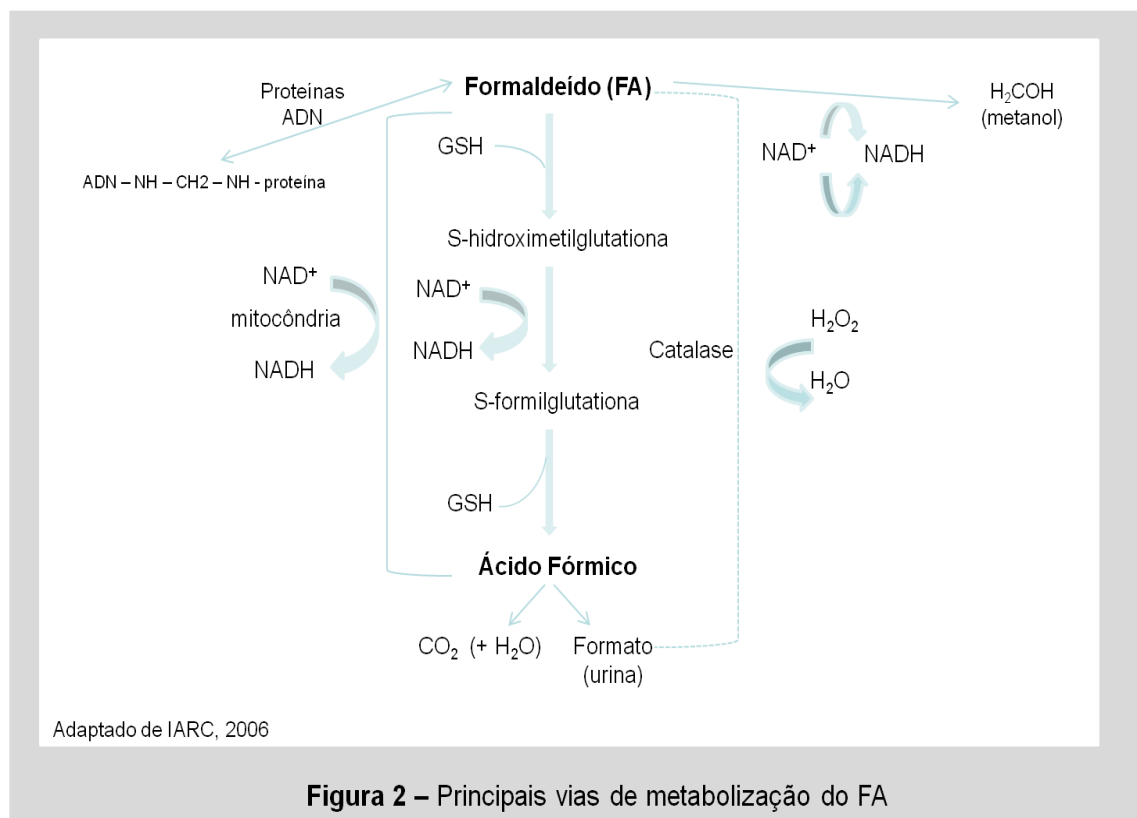 Formaldeído (FA)
Proteínas
ADN
H₂COH
(metanol)
GSH
NAD⁺
NADH
ADN – NH – CH2 – NH - proteína
S-hidroximetilglutationa
NAD⁺
mitocôndria
NADH
NAD⁺
NADH
H₂O₂
Catalase
H₂O
S-formilglutationa
GSH
Ácido Fórmico
CO₂ (+ H₂O)
Formato
(urina)
Adaptado de IARC, 2006
Figura 2 – Principais vias de metabolização do FA